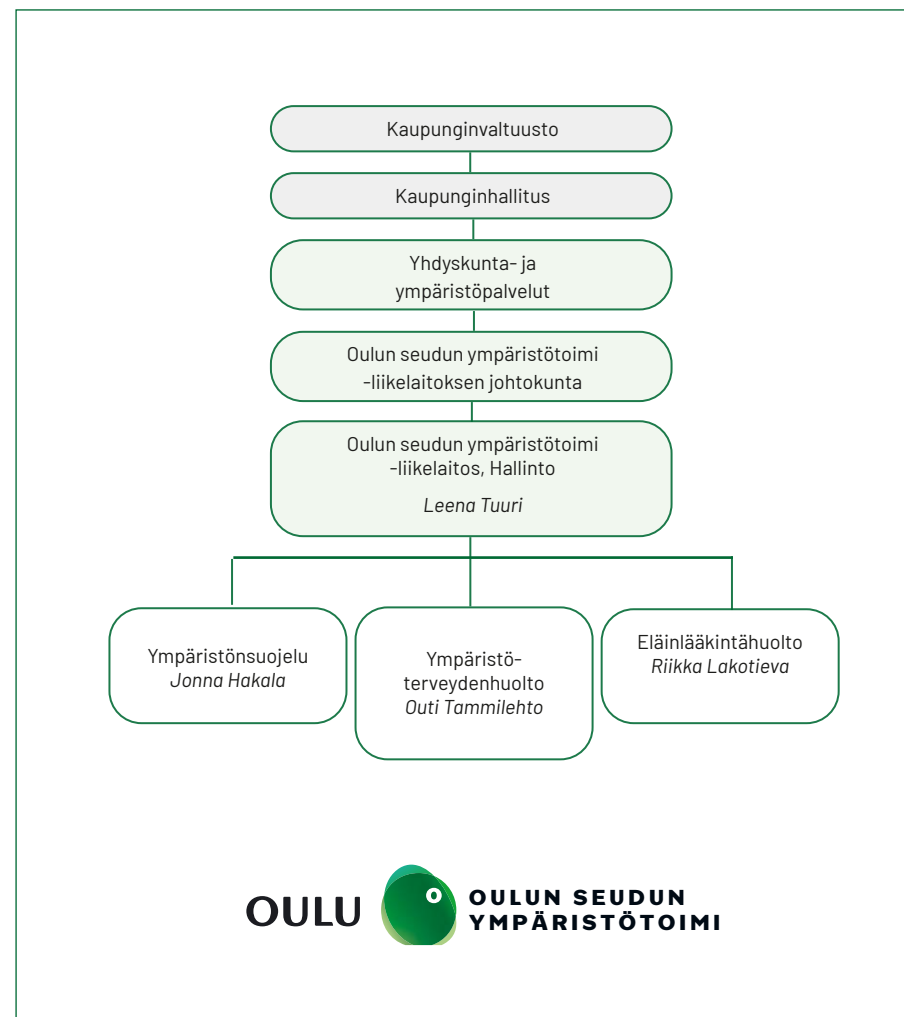 Kaupunginvaltuusto
Kaupunginhallitus
Yhdyskunta- ja
ympäristöpalvelut
Oulun seudun ympäristötoimi
-liikelaitoksen johtokunta
Oulun seudun ympäristötoimi
-liikelaitos, Hallinto
Leena Tuuri
Ympäristönsuojelu
Jonna Hakala
Ympäristö-
terveydenhuolto
Outi Tammilehto
Eläinlääkintähuolto
Riikka Lakotieva
OULU
OULUN SEUDUN
YMPÄRISTÖTOIMI